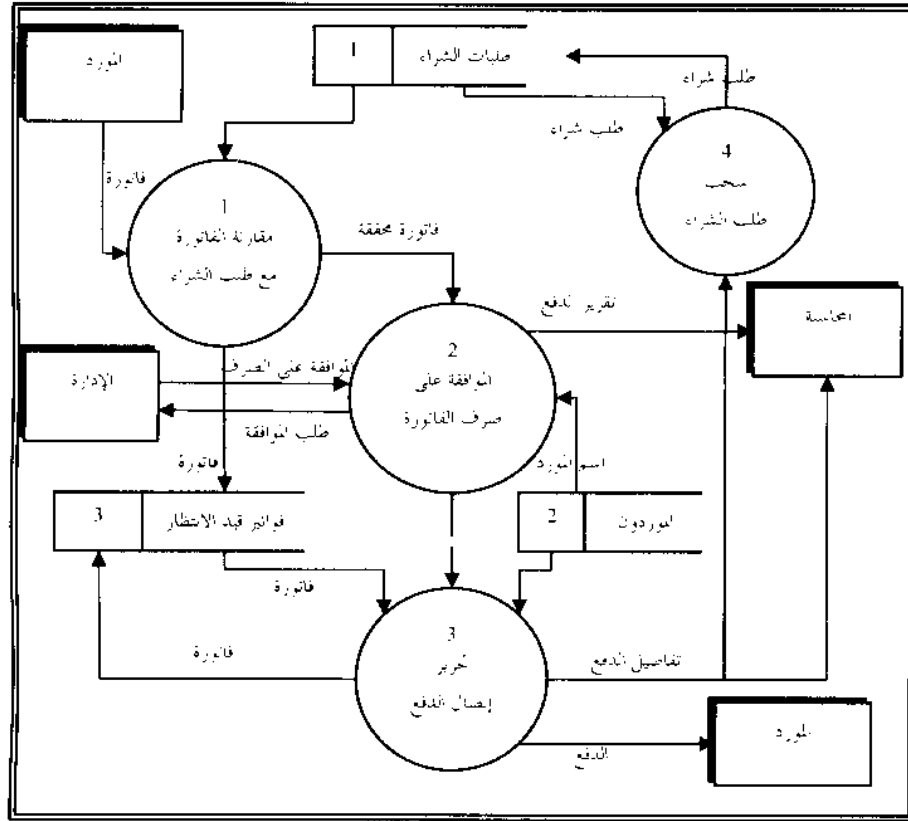 المورد
1
طلبات الشراء
طلب شراء
طلب شراء
4
سحب
طلب الشراء
فاتورة
1
مقارنة الفاتورة
مع طلب الشراء
فاتورة محققة
تقرير الدفع
المحاسبة
2
الموافقة على
صرف الفاتورة
الموافقة على الصرف
الإدارة
طلب الموافقة
فاتورة
اسم المورد
3
فواتير قيد الانتظار
2
الموردون
فاتورة
3
تحرير
إيصال الدفع
فاتورة
تفاصيل الدفع
المورد
الدفع